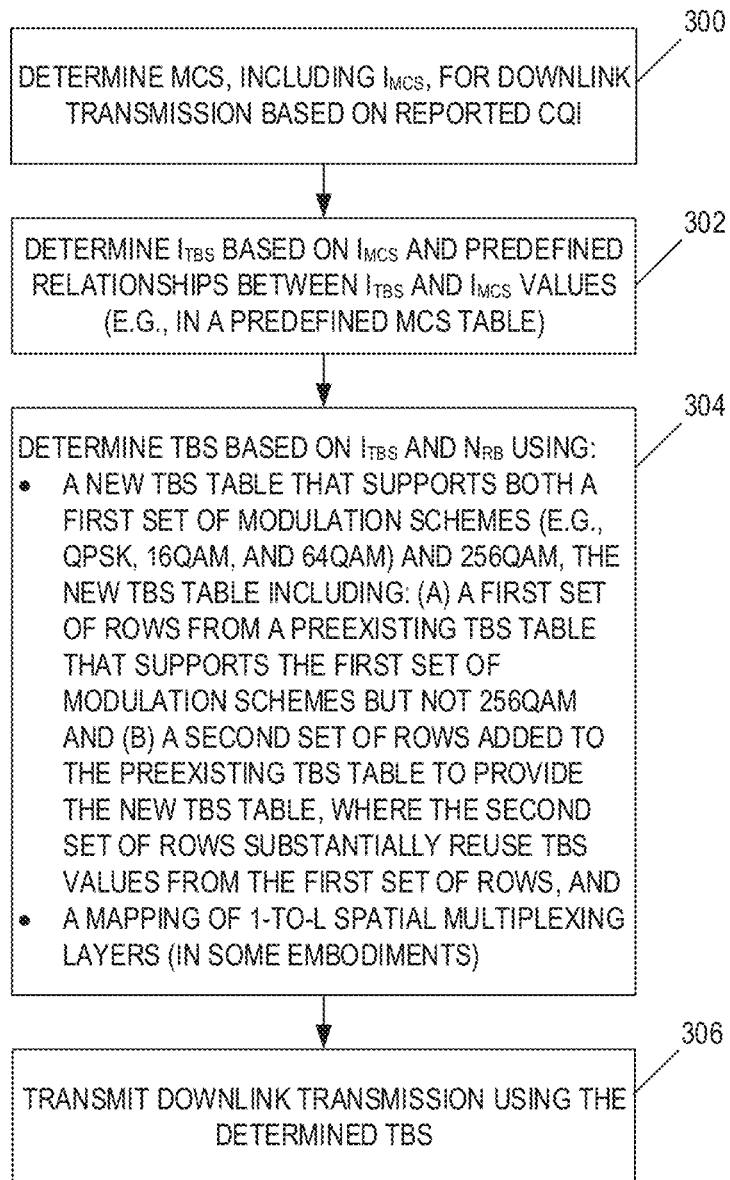 300
DETERMINE MCS, INCLUDING IMCS, FOR DOWNLINK
TRANSMISSION BASED ON REPORTED CQI
302
DETERMINE ITBS BASED ON IMCS AND PREDEFINED
RELATIONSHIPS BETWEEN ITBS AND IMCS VALUES
(E.G., IN A PREDEFINED MCS TABLE)
304
DETERMINE TBS BASED ON ITBS AND NRB USING:
• A NEW TBS TABLE THAT SUPPORTS BOTH A
FIRST SET OF MODULATION SCHEMES (E.G.,
QPSK, 16QAM, AND 64QAM) AND 256QAM, THE
NEW TBS TABLE INCLUDING: (A) A FIRST SET
OF ROWS FROM A PREEXISTING TBS TABLE
THAT SUPPORTS THE FIRST SET OF
MODULATION SCHEMES BUT NOT 256QAM
AND (B) A SECOND SET OF ROWS ADDED TO
THE PREEXISTING TBS TABLE TO PROVIDE
THE NEW TBS TABLE, WHERE THE SECOND
SET OF ROWS SUBSTANTIALLY REUSE TBS
VALUES FROM THE FIRST SET OF ROWS, AND
• A MAPPING OF 1-TO-L SPATIAL MULTIPLEXING
LAYERS (IN SOME EMBODIMENTS)
306
TRANSMIT DOWNLINK TRANSMISSION USING THE
DETERMINED TBS